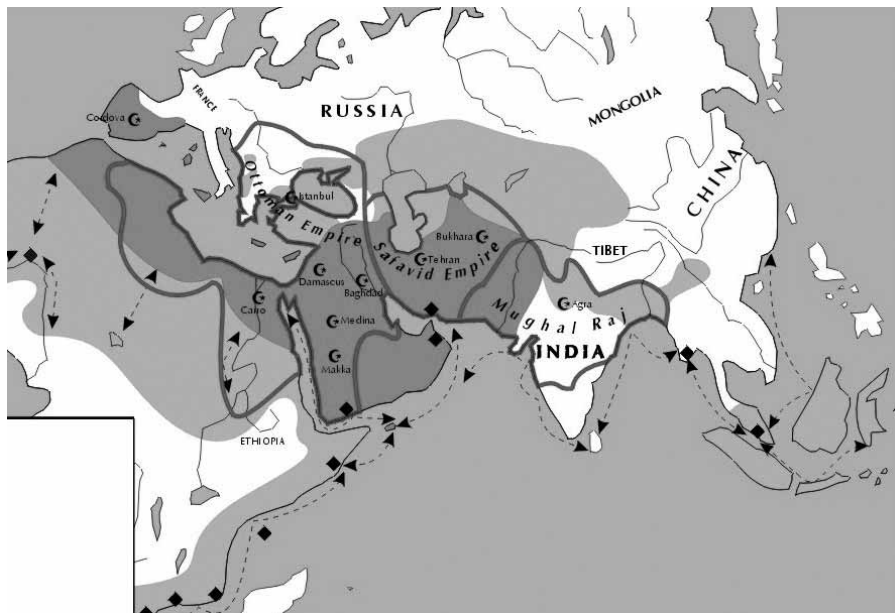 FRANCE
RUSSIA
MONGOLIA
Cordova
CHINA
Ottoman Empire
Istanbul
Safavid Empire
Bukhara
Tehran
TIBET
Damascus
Baghdad
Cairo
Medina
Mughal Raj
Agra
INDIA
Makka
ETHIOPIA